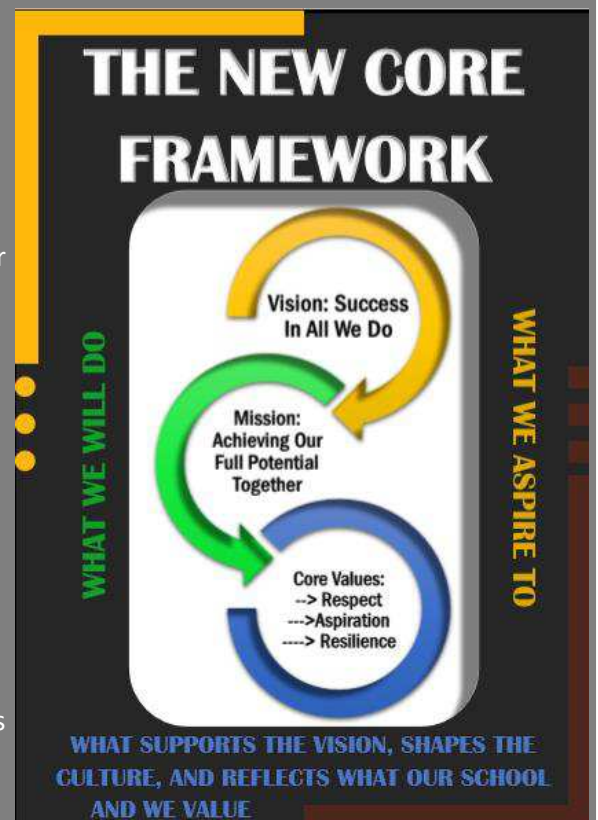 THE NEW CORE
FRAMEWORK
Vision: Success
In All We Do
WHAT WE ASPIRE TO
WHAT WE WILL DO
Mission:
Achieving Our
Full Potential
Together
Core Values:
--> Respect
--->Aspiration
----> Resilience
WHAT SUPPORTS THE VISION, SHAPES THE
CULTURE, AND REFLECTS WHAT OUR SCHOOL
AND WE VALUE